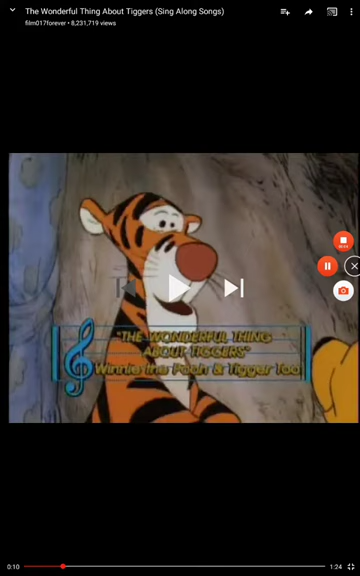 The Wonderful Thing About Tiggers (Sing Along Songs)
film017forever • 8,231,719 views
"THE WONDERFUL THING
ABOUT TIGGERS"
Winnie the Pooh & Tigger Too
0:10
1:24